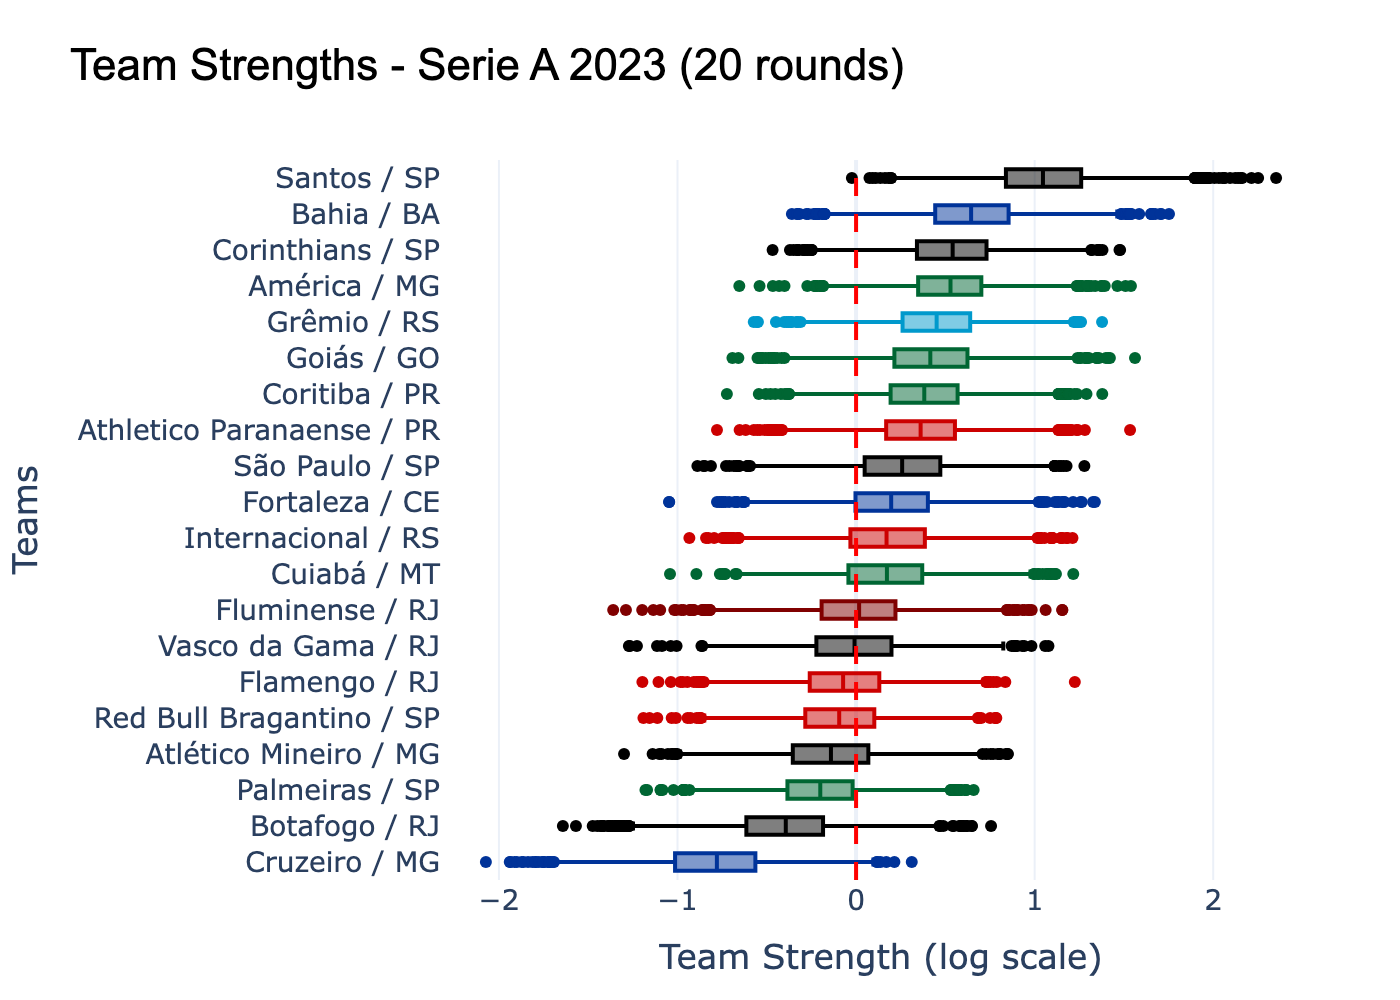 Team Strengths - Serie A 2023 (20 rounds)
Santos / SP
Bahia / BA
Corinthians / SP
América / MG
Grêmio / RS
Goiás / GO
Coritiba / PR
Athletico Paranaense / PR
São Paulo / SP
Fortaleza / CE
Internacional / RS
Cuiabá / MT
Fluminense / RJ
Vasco da Gama / RJ
Flamengo / RJ
Red Bull Bragantino / SP
Atlético Mineiro / MG
Palmeiras / SP
Botafogo / RJ
Cruzeiro / MG
Teams
−2 −1 0 1 2
Team Strength (log scale)